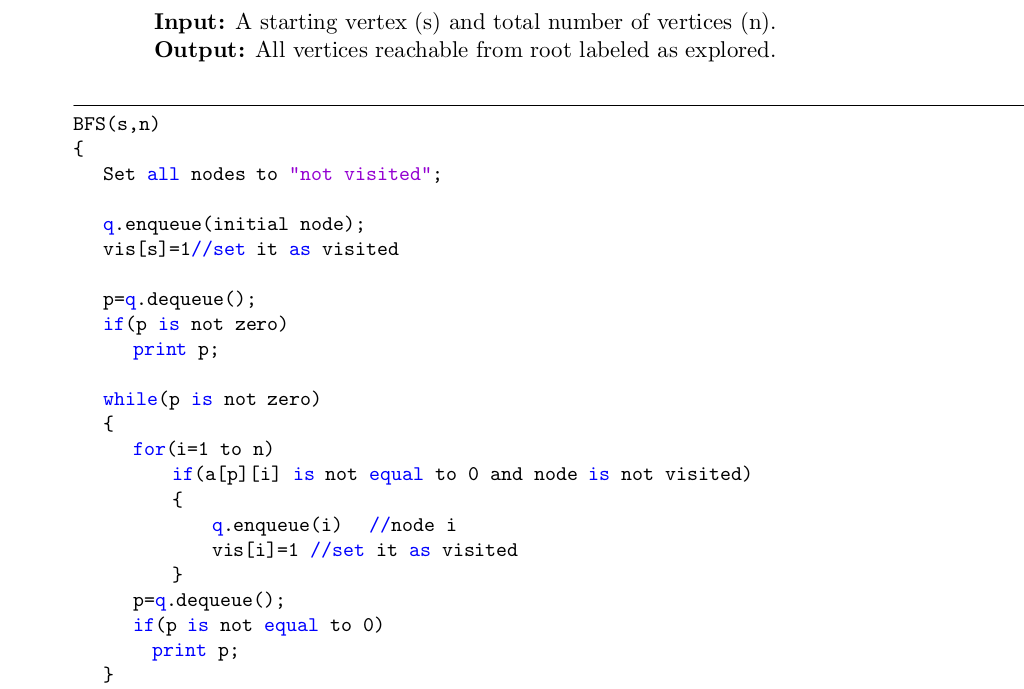 Input: A starting vertex (s) and total number of vertices (n).
Output: All vertices reachable from root labeled as explored.
BFS(s,n)
{
Set all nodes to "not visited";
q.enqueue(initial node);
vis[s]=1//set it as visited
p=q.dequeue();
if(p is not zero)
print p;
while(p is not zero)
{
for(i=1 to n)
if(a[p][i] is not equal to 0 and node is not visited)
{
q.enqueue(i) //node i
vis[i]=1 //set it as visited
}
p=q.dequeue();
if(p is not equal to 0)
print p;
}